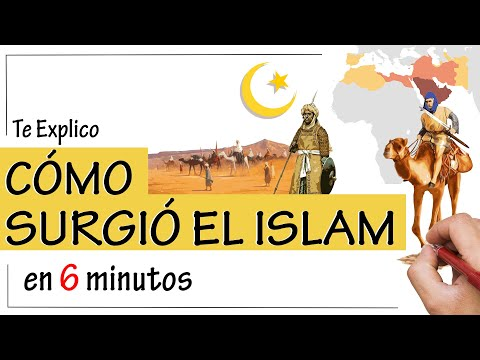 Te Explico
CÓMO
SURGIÓ EL ISLAM
en 6 minutos